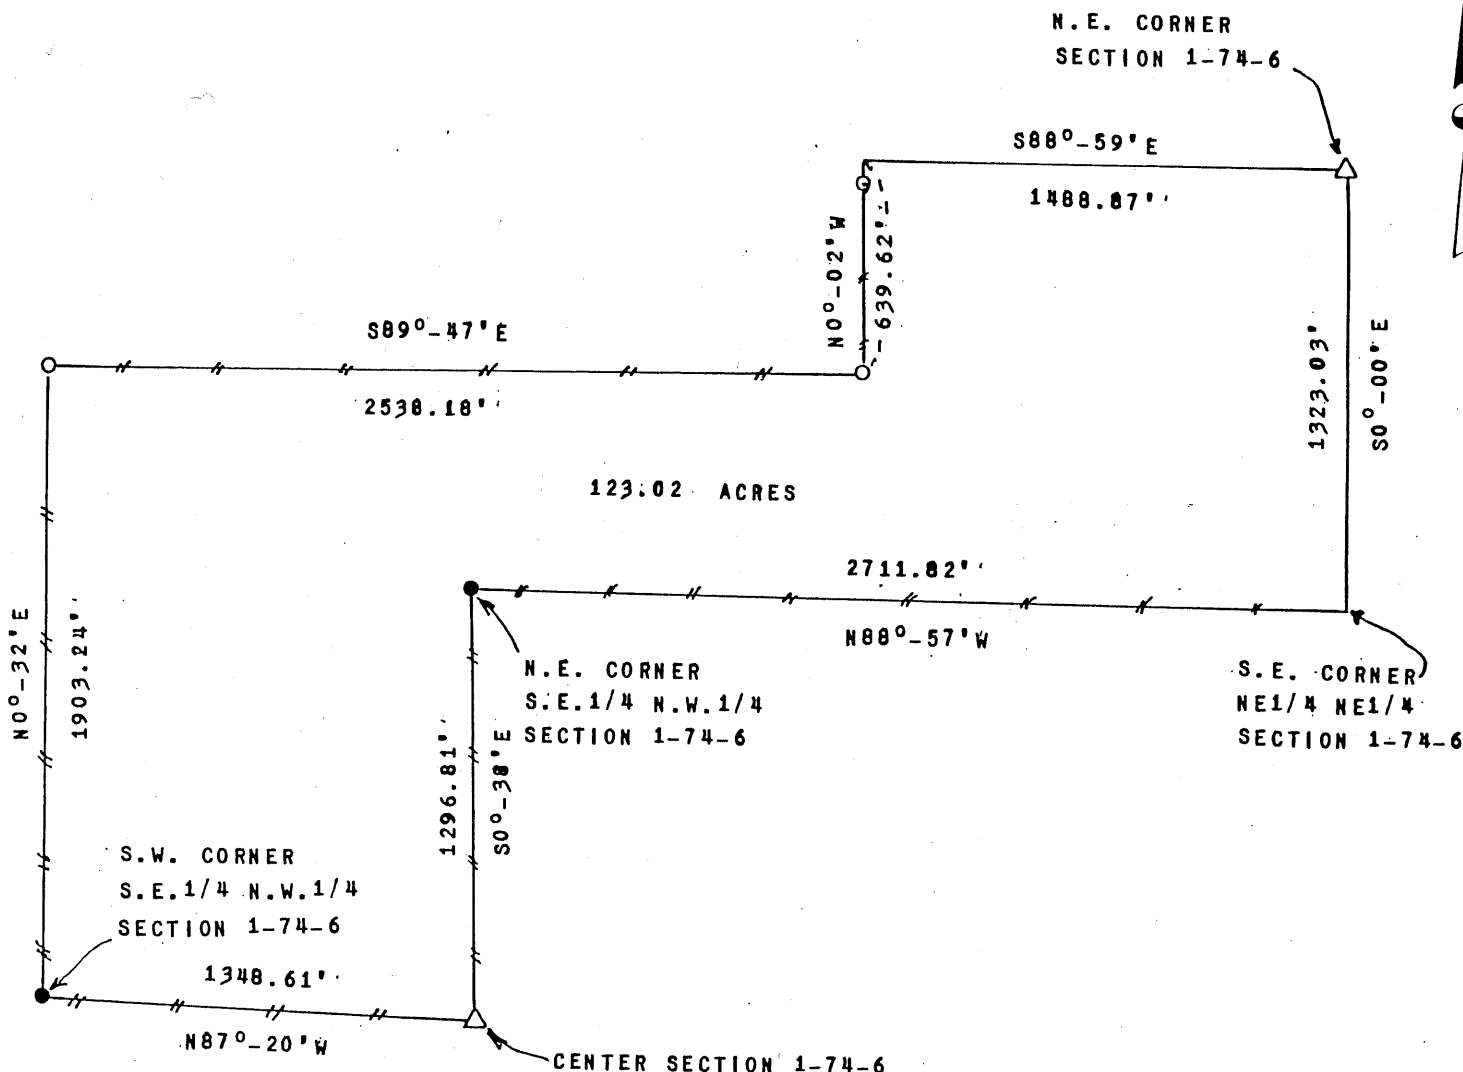 N.E. CORNER
SECTION 1-74-6
S88°-59'E
1488.87'
N0°-02'W
639.62'
S89°-47'E
2538.18'
1323.03'
S0°-00'E
123.02 ACRES
2711.82'
N88°-57'W
N0°-32'E
1903.24'
N.E. CORNER
S.E.1/4 N.W.1/4
SECTION 1-74-6
S.E. CORNER
NE1/4 NE1/4
SECTION 1-74-6
1296.81'
S0°-38'E
S.W. CORNER
S.E.1/4 N.W.1/4
SECTION 1-74-6
1348.61'
N87°-20'W
CENTER SECTION 1-74-6